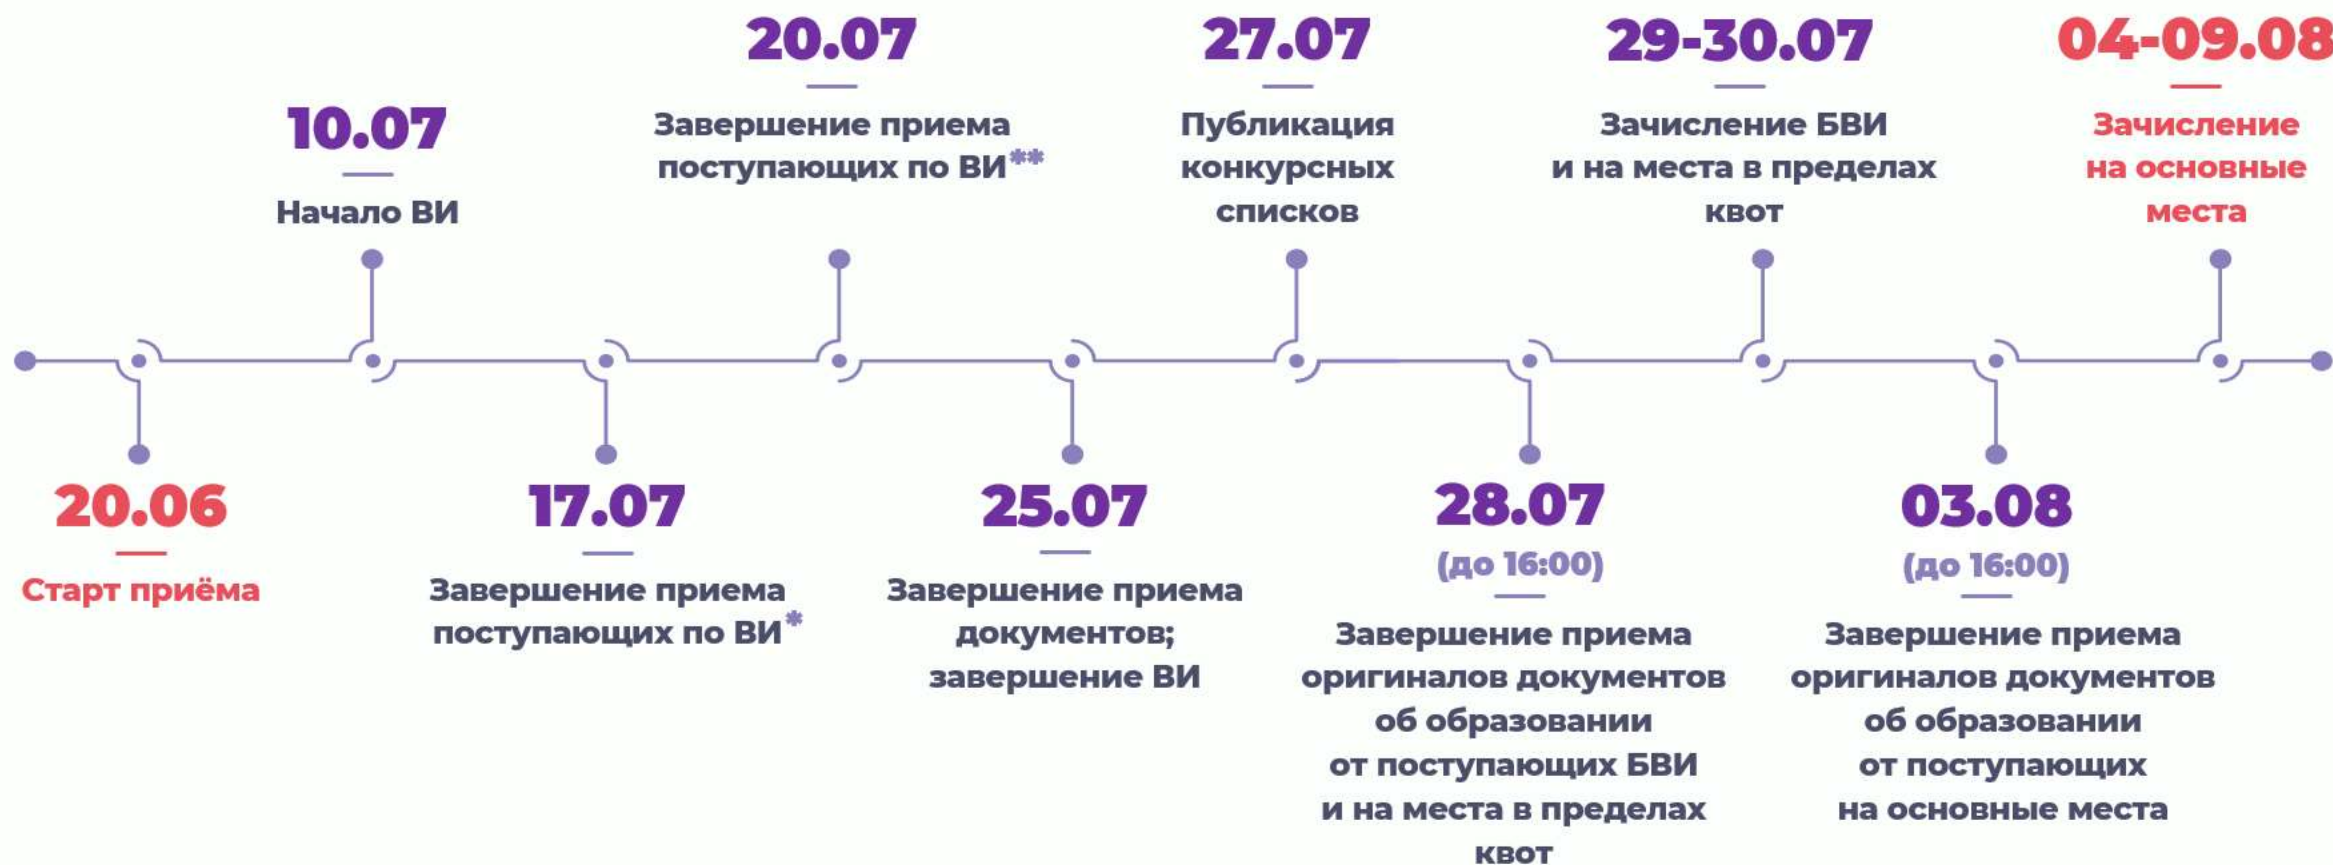 20.06
Старт приёма
10.07
Начало ВИ
17.07
Завершение приема
поступающих по ВИ*
20.07
Завершение приема
поступающих по ВИ**
25.07
Завершение приема
документов;
завершение ВИ
27.07
Публикация
конкурсных
списков
28.07
(до 16:00)
Завершение приема
оригиналов документов
об образовании
от поступающих БВИ
и на места в пределах
квот
29-30.07
Зачисление БВИ
и на места в пределах
квот
03.08
(до 16:00)
Завершение приема
оригиналов документов
об образовании
от поступающих
на основные места
04-09.08
Зачисление
на основные
места